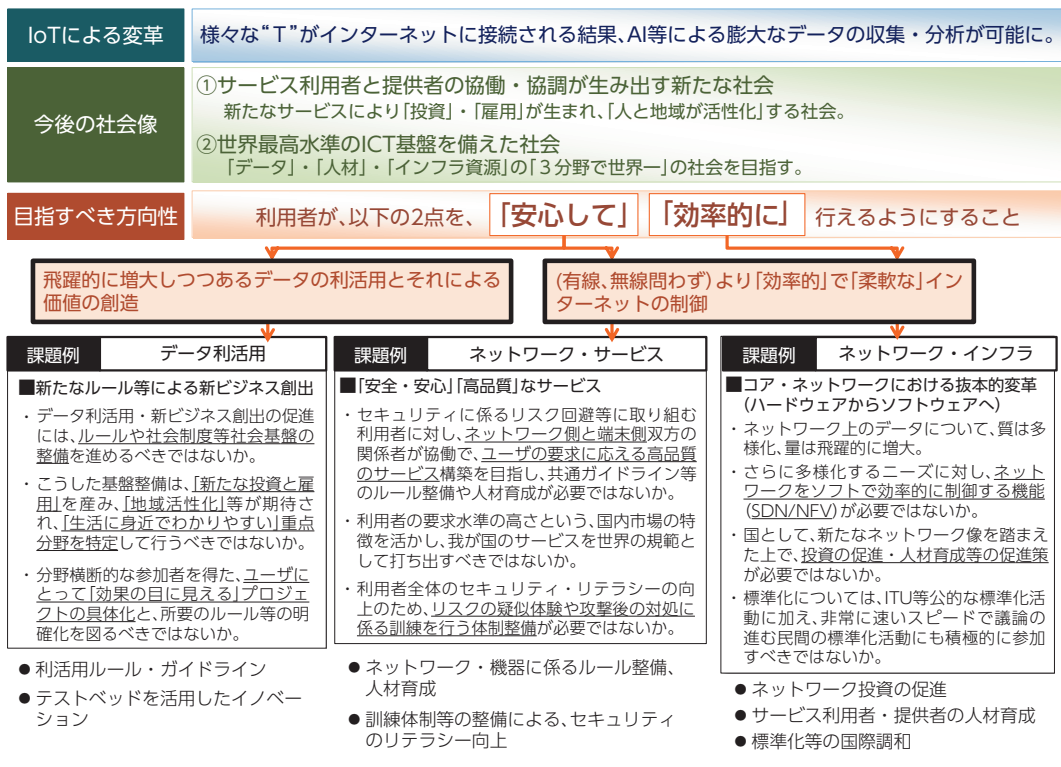 IoTによる変革
様々な“T”がインターネットに接続される結果、AI等による膨大なデータの収集・分析が可能に。
今後の社会像
①サービス利用者と提供者の協働・協調が生み出す新たな社会
新たなサービスにより「投資」・「雇用」が生まれ、「人と地域が活性化」する社会。
②世界最高水準のICT基盤を備えた社会
「データ」・「人材」・「インフラ資源」の「３分野で世界一」の社会を目指す。
目指すべき方向性
利用者が、以下の2点を、「安心して」「効率的に」行えるようにすること
飛躍的に増大しつつあるデータの利活用とそれによる
価値の創造
(有線、無線問わず)より「効率的」で「柔軟な」イン
ターネットの制御
課題例 データ利活用
■新たなルール等による新ビジネス創出
・データ利活用・新ビジネス創出の促進
には、ルールや社会制度等社会基盤の
整備を進めるべきではないか。
・こうした基盤整備は、「新たな投資と雇
用」を産み、「地域活性化」等が期待さ
れ、「生活に身近でわかりやすい」重点
分野を特定して行うべきではないか。
・分野横断的な参加者を得た、ユーザに
とって「効果の目に見える」プロジェ
クトの具体化と、所要のルール等の明
確化を図るべきではないか。
●利活用ルール・ガイドライン
●テストベッドを活用したイノベー
ション
課題例 ネットワーク・サービス
■「安全・安心」「高品質」なサービス
・セキュリティに係るリスク回避等に取り組む
利用者に対し、ネットワーク側と端末側双方の
関係者が協働で、ユーザの要求に応える高品質
のサービス構築を目指し、共通ガイドライン等
のルール整備や人材育成が必要ではないか。
・利用者の要求水準の高さという、国内市場の特
徴を活かし、我が国のサービスを世界の規範と
して打ち出すべきではないか。
・利用者全体のセキュリティ・リテラシーの向
上のため、リスクの疑似体験や攻撃後の対処に
係る訓練を行う体制整備が必要ではないか。
●ネットワーク・機器に係るルール整備、
人材育成
●訓練体制等の整備による、セキュリティ
のリテラシー向上
課題例 ネットワーク・インフラ
■コア・ネットワークにおける抜本的変革
(ハードウェアからソフトウェアへ)
・ネットワーク上のデータについて、質は多
様化、量は飛躍的に増大。
・さらに多様化するニーズに対し、ネット
ワークをソフトで効率的に制御する機能
(SDN/NFV)が必要ではないか。
・国として、新たなネットワーク像を踏まえ
た上で、投資の促進・人材育成等の促進策
が必要ではないか。
・標準化については、ITU等公的な標準化活
動に加え、非常に速いスピードで議論の
進む民間の標準化活動にも積極的に参加
すべきではないか。
●ネットワーク投資の促進
●サービス利用者・提供者の人材育成
●標準化等の国際調和